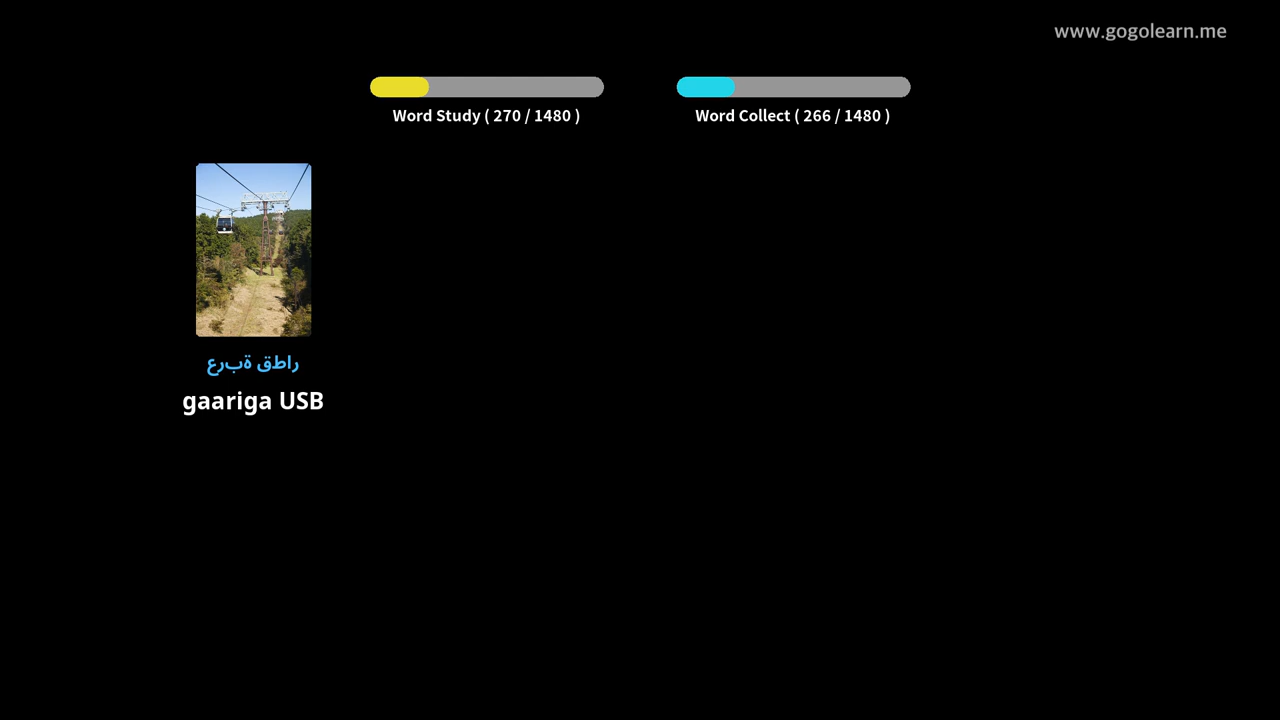 www.gogolearn.me
Word Study ( 270 / 1480 )
Word Collect ( 266 / 1480 )
راطق ةبرع
gaariga USB